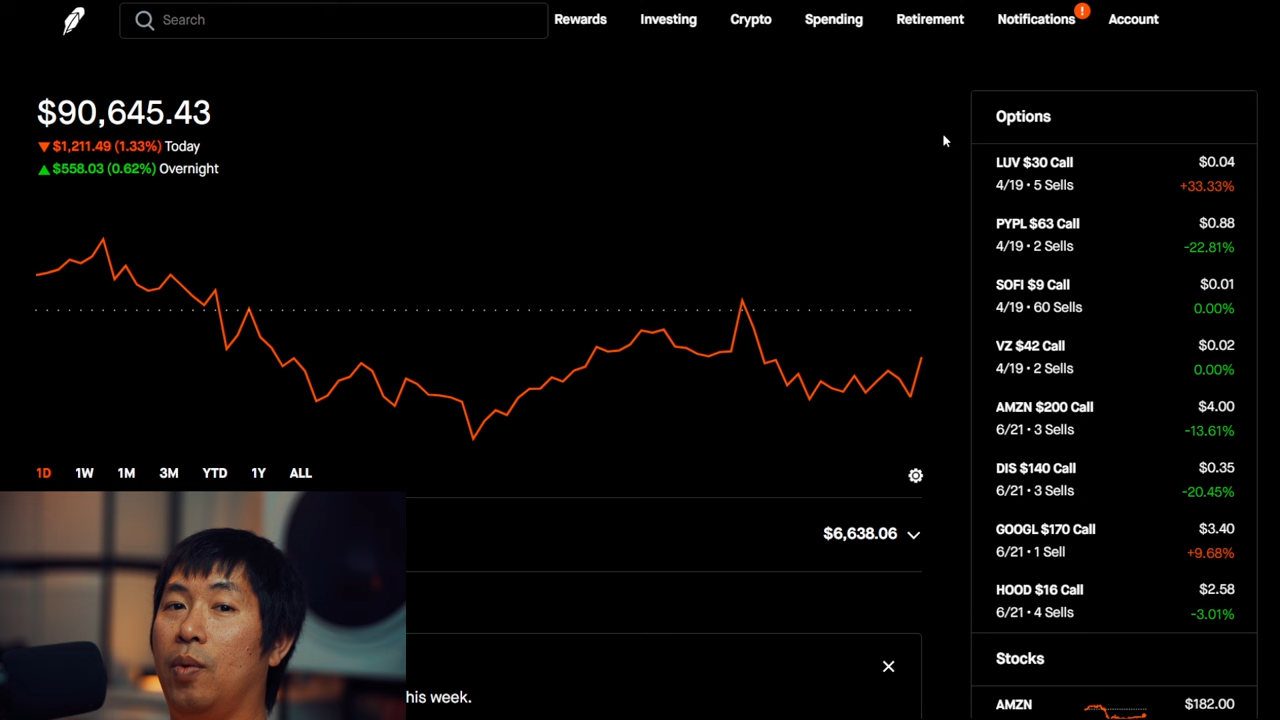 Search
Rewards
Investing
Crypto
Spending
Retirement
Notifications
!
Account
$90,645.43
▼$1,211.49 (1.33%) Today
▲$558.03 (0.62%) Overnight
1D 1W 1M 3M YTD 1Y ALL
$6,638.06
his week.
Options
LUV $30 Call $0.04
4/19 • 5 Sells +33.33%
PYPL $63 Call $0.88
4/19 • 2 Sells -22.81%
SOFI $9 Call $0.01
4/19 • 60 Sells 0.00%
VZ $42 Call $0.02
4/19 • 2 Sells 0.00%
AMZN $200 Call $4.00
6/21 • 3 Sells -13.61%
DIS $140 Call $0.35
6/21 • 3 Sells -20.45%
GOOGL $170 Call $3.40
6/21 • 1 Sell +9.68%
HOOD $16 Call $2.58
6/21 • 4 Sells -3.01%
Stocks
AMZN $182.00